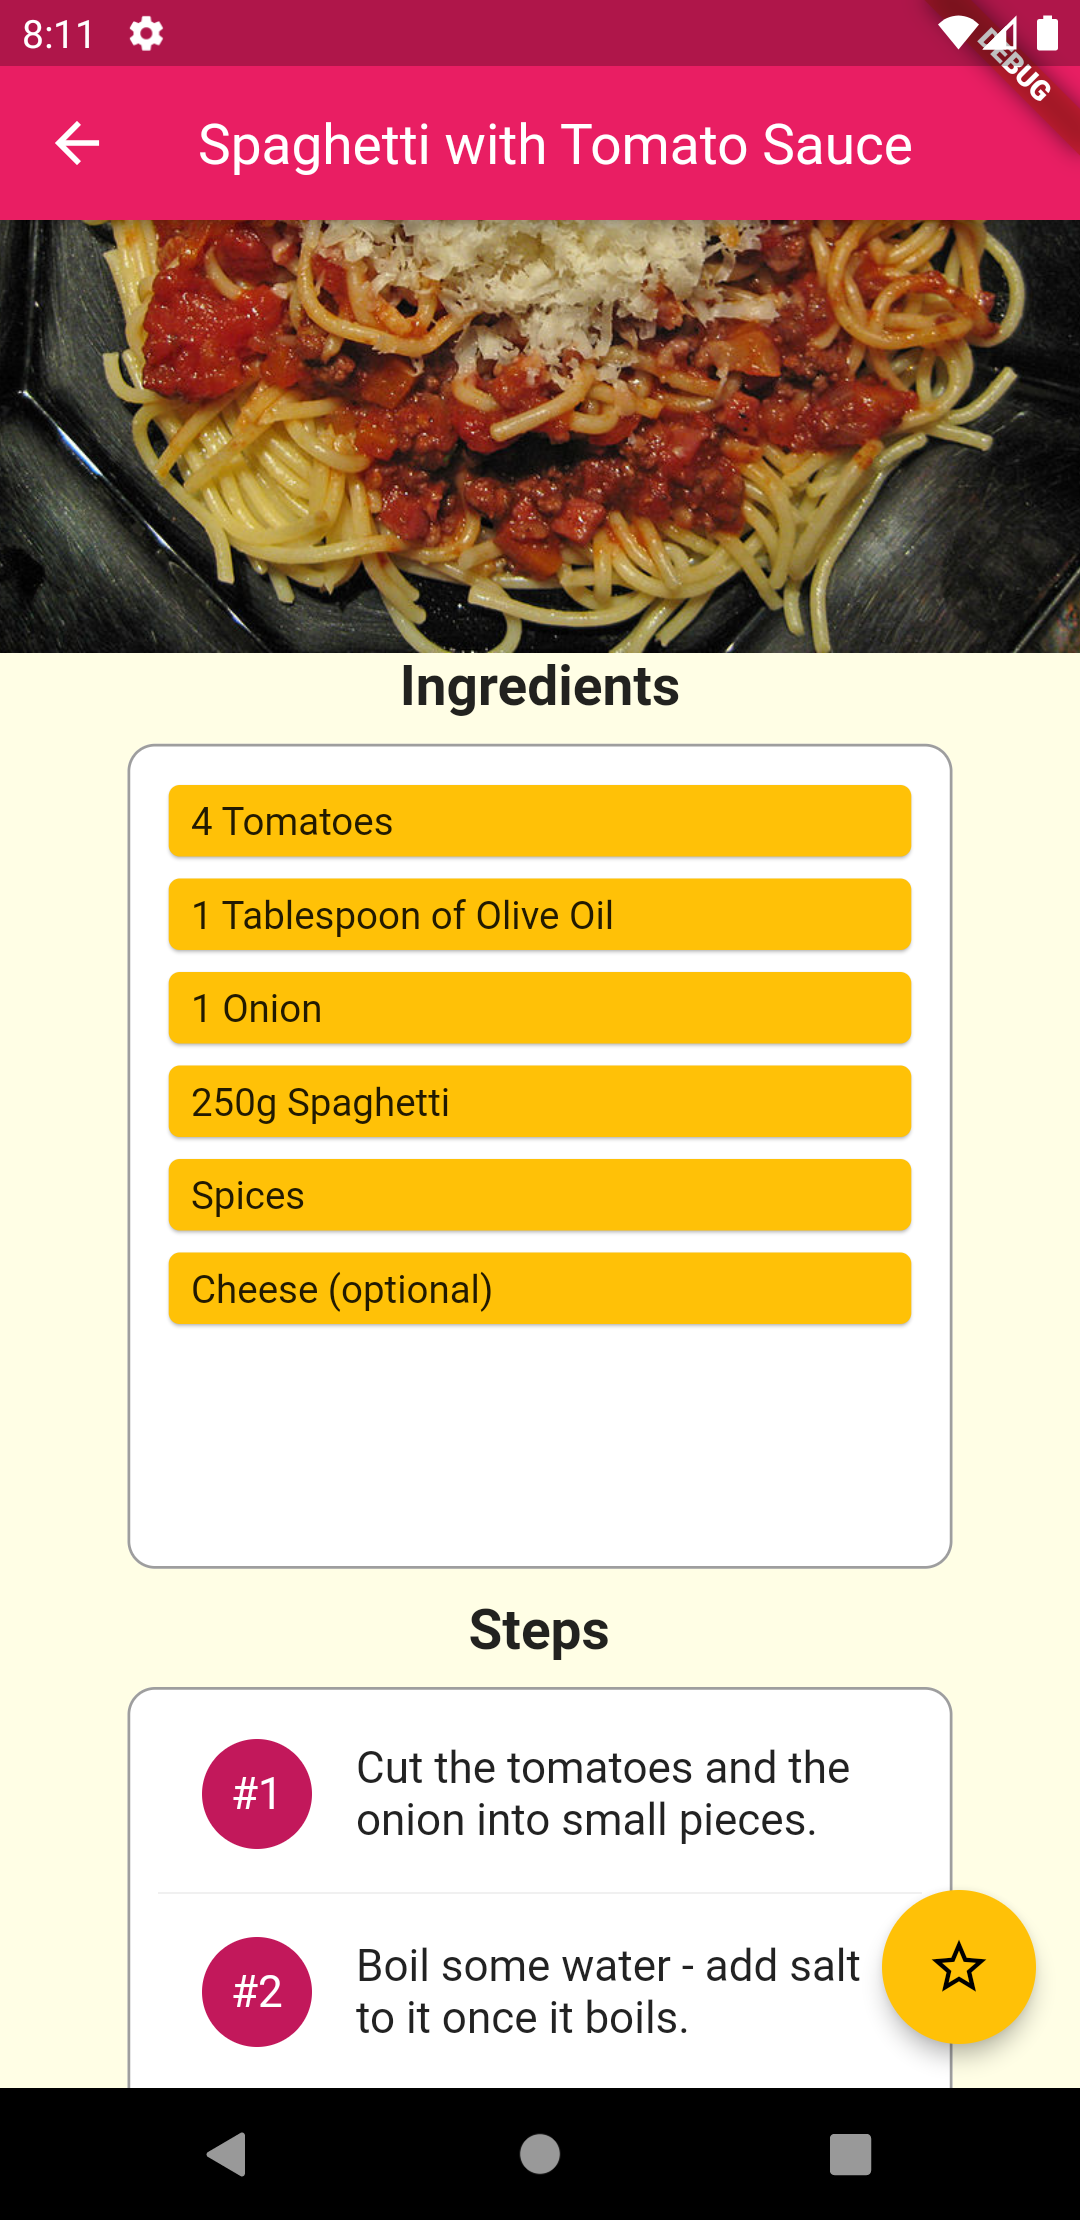 8:11
DEBUG
Spaghetti with Tomato Sauce
Ingredients
4 Tomatoes
1 Tablespoon of Olive Oil
1 Onion
250g Spaghetti
Spices
Cheese (optional)
Steps
#1
Cut the tomatoes and the
onion into small pieces.
#2
Boil some water - add salt
to it once it boils.